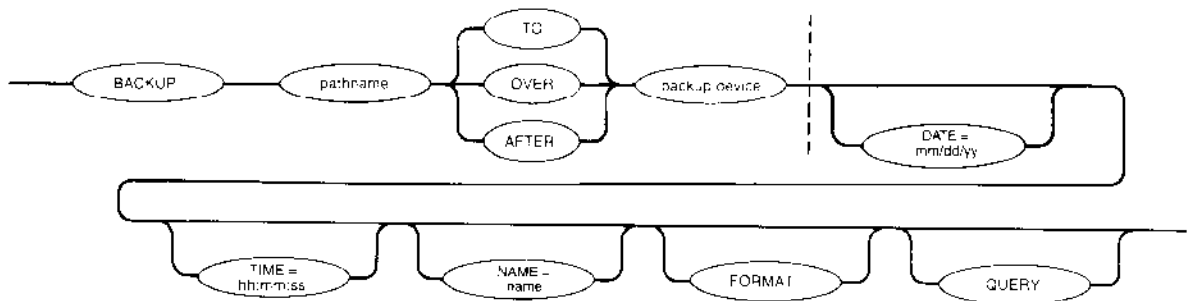 TO
BACKUP
pathname
OVER
backup device
AFTER
DATE =
mm/dd/yy
TIME =
hh:mm:ss
NAME =
name
FORMAT
QUERY